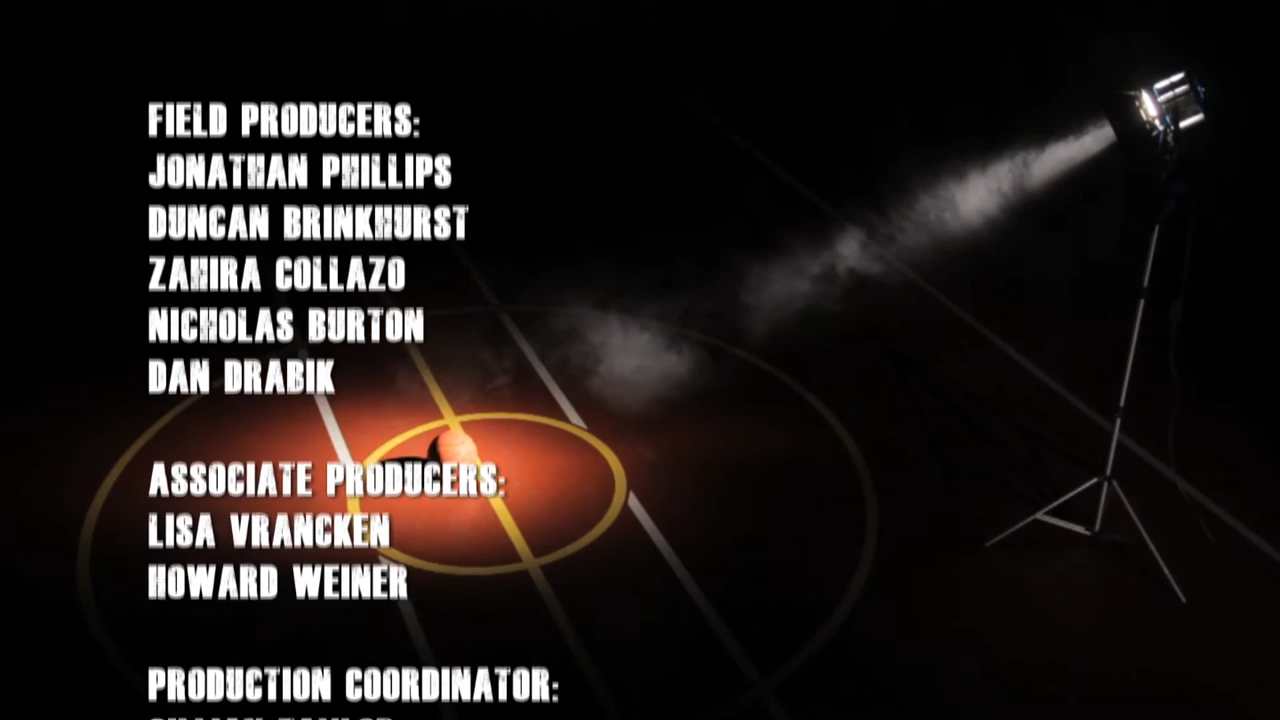 FIELD PRODUCERS:
JONATHAN PHILLIPS
DUNCAN BRINKHURST
ZAHIRA COLLAZO
NICHOLAS BURTON
DAN DRABIK
ASSOCIATE PRODUCERS:
LISA VRANCKEN
HOWARD WEINER
PRODUCTION COORDINATOR: